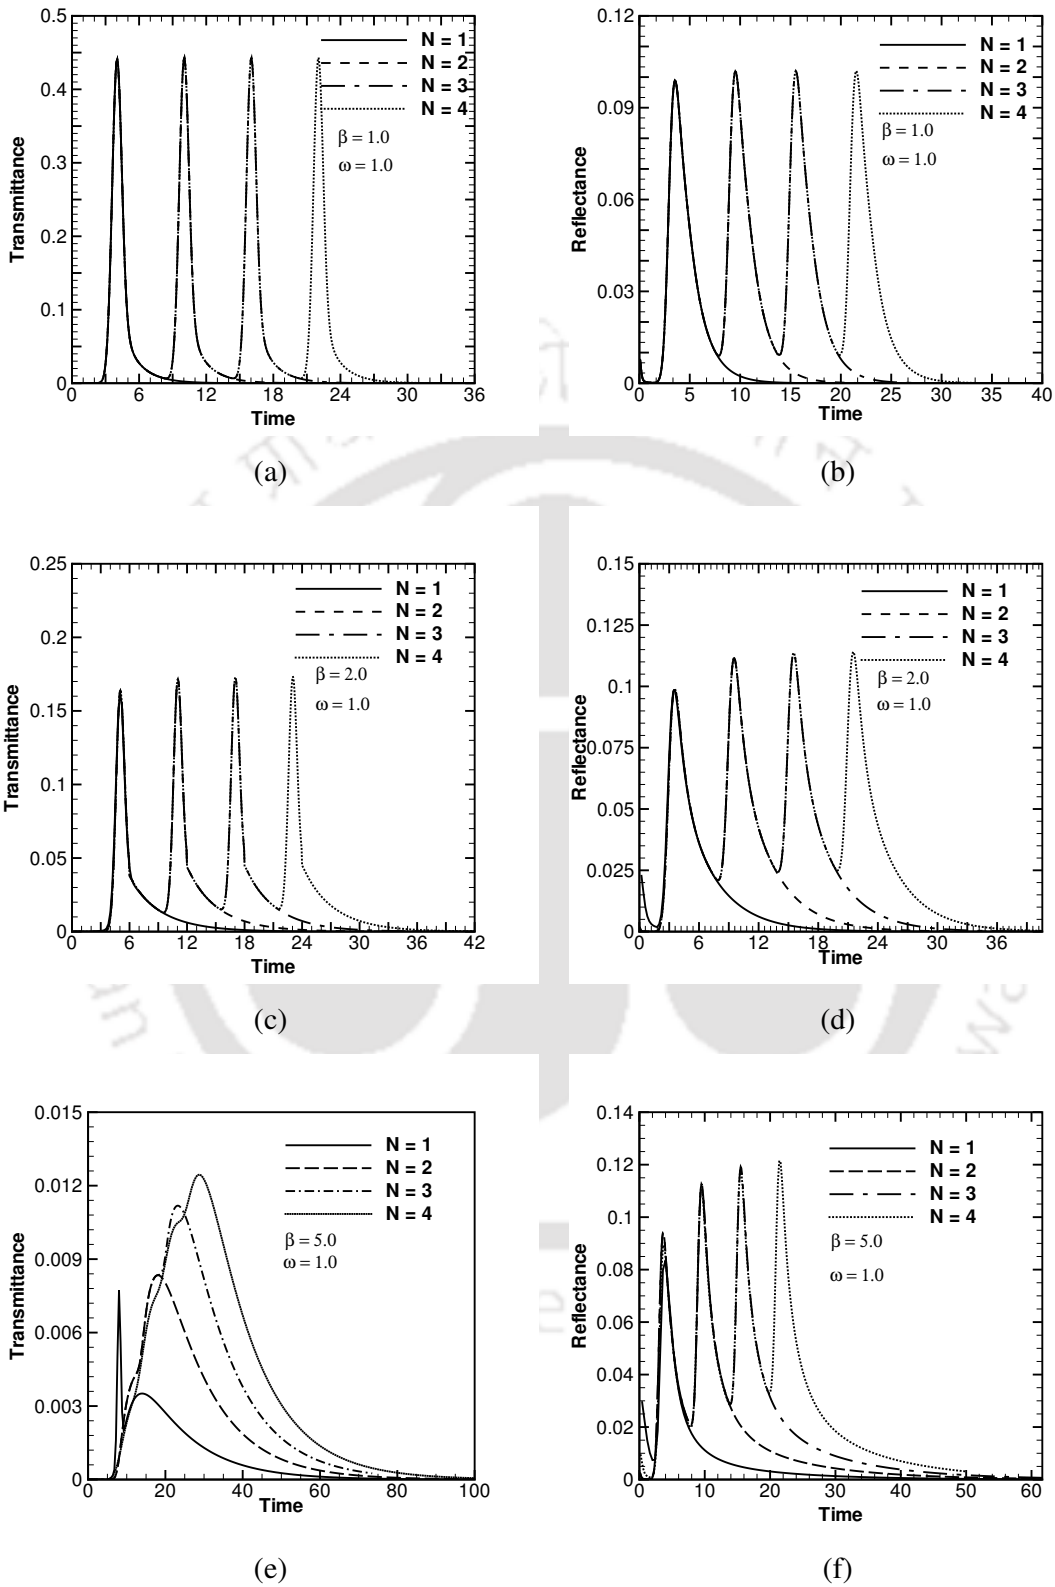 0.5
0.4
0.3
0.2
0.1
0
Transmittance
N = 1
N = 2
N = 3
N = 4
β = 1.0
ω = 1.0
0 6 12 18 24 30 36
Time
(a)
0.12
0.09
0.06
0.03
0
Reflectance
N = 1
N = 2
N = 3
N = 4
β = 1.0
ω = 1.0
0 5 10 15 20 25 30 35 40
Time
(b)
0.25
0.2
0.15
0.1
0.05
0
Transmittance
N = 1
N = 2
N = 3
N = 4
β = 2.0
ω = 1.0
0 6 12 18 24 30 36 42
Time
(c)
0.15
0.125
0.1
0.075
0.05
0.025
0
Reflectance
N = 1
N = 2
N = 3
N = 4
β = 2.0
ω = 1.0
0 6 12 18 24 30 36
Time
(d)
0.015
0.012
0.009
0.006
0.003
0
Transmittance
N = 1
N = 2
N = 3
N = 4
β = 5.0
ω = 1.0
0 20 40 60 80 100
Time
(e)
0.14
0.12
0.1
0.08
0.06
0.04
0.02
0
Reflectance
N = 1
N = 2
N = 3
N = 4
β = 5.0
ω = 1.0
0 10 20 30 40 50 60
Time
(f)